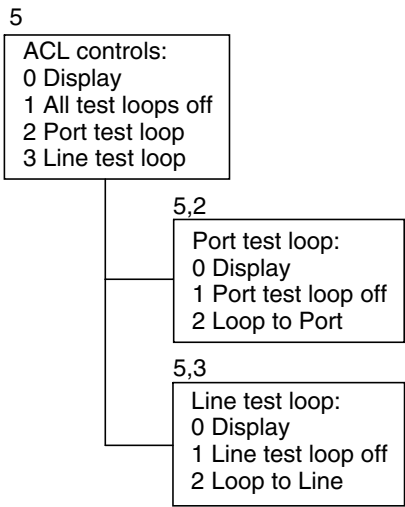 5
ACL controls:
0 Display
1 All test loops off
2 Port test loop
3 Line test loop
5,2
Port test loop:
0 Display
1 Port test loop off
2 Loop to Port
5,3
Line test loop:
0 Display
1 Line test loop off
2 Loop to Line